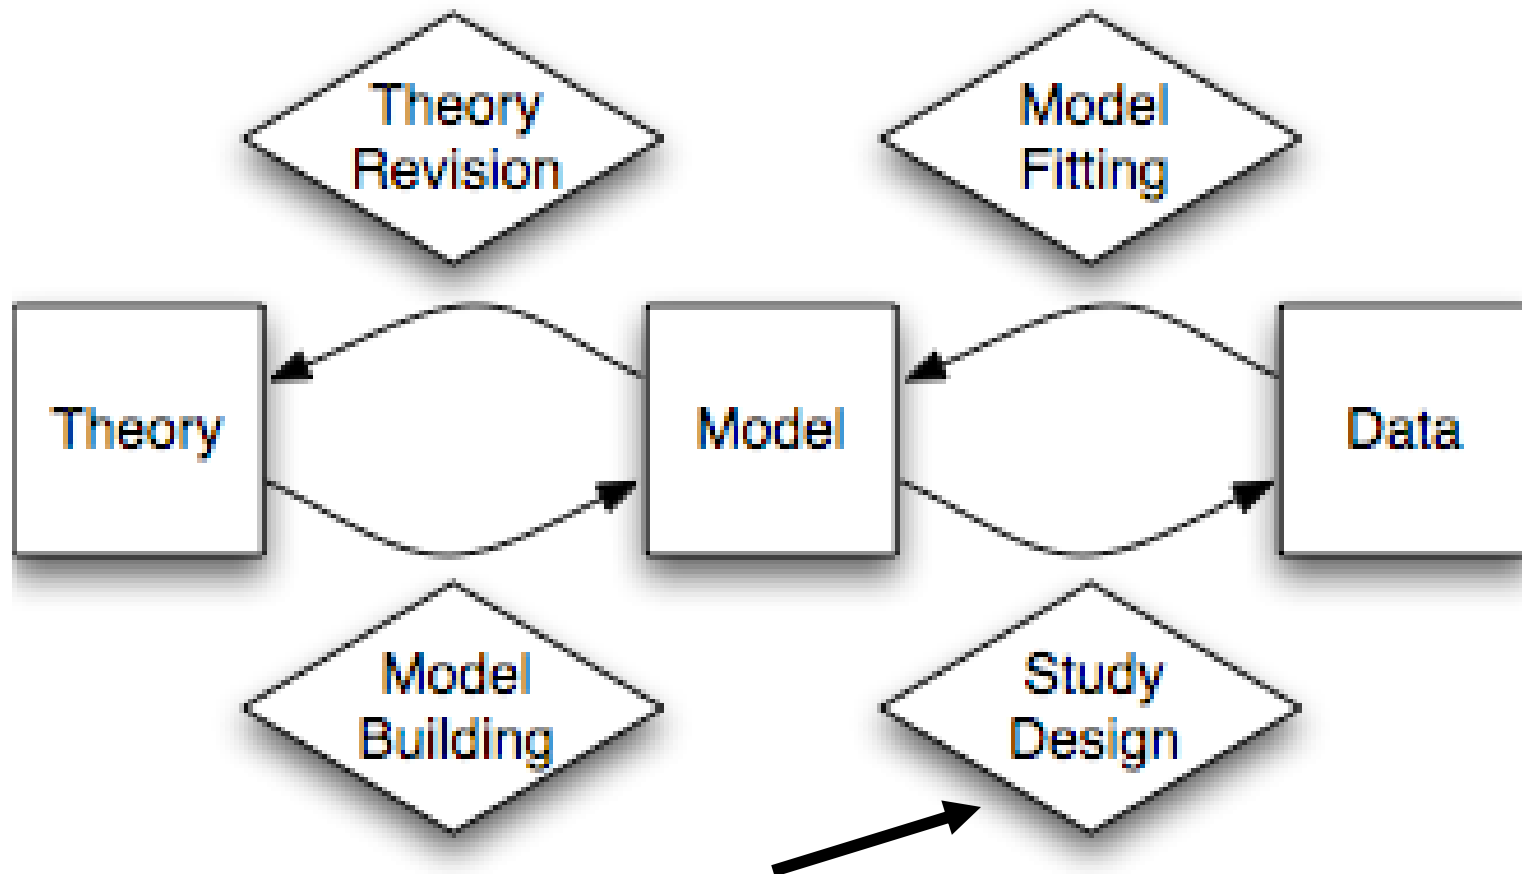 Theory
Revision
Model
Fitting
Theory
Model
Data
Model
Building
Study
Design